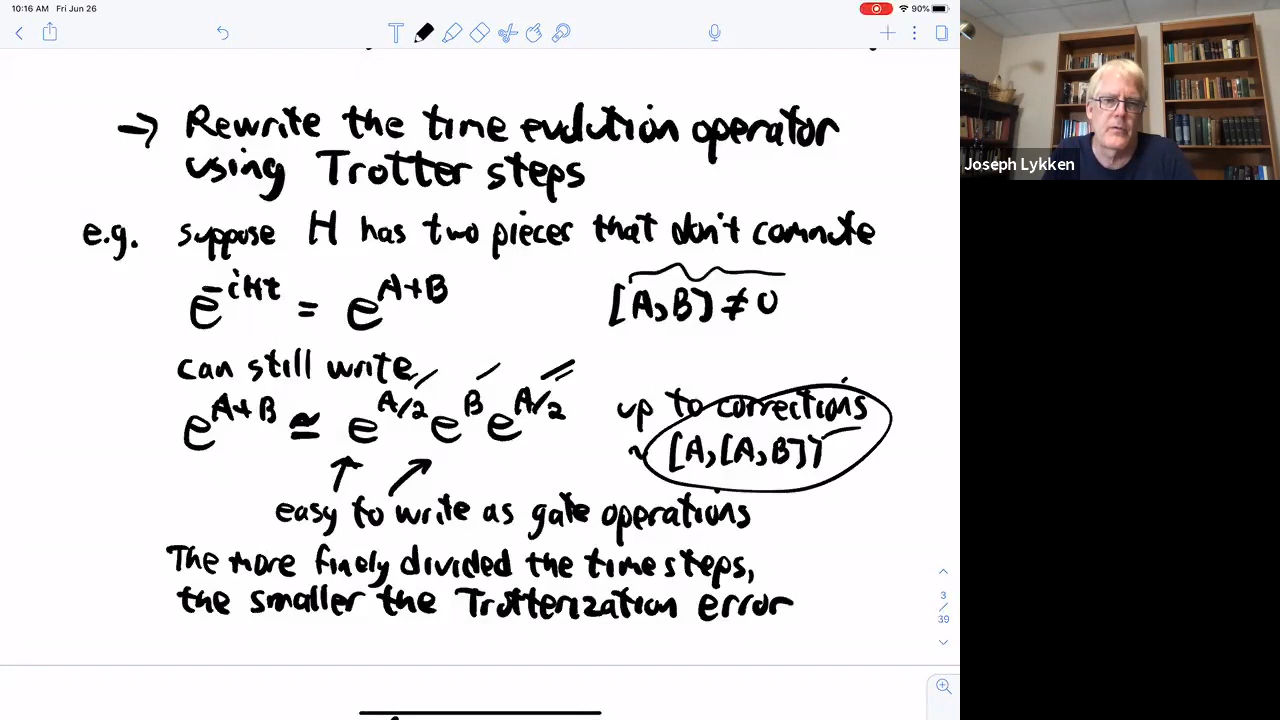 10:16 AM Fri Jun 26
90%
→ Rewrite the time evolution operator
using Trotter steps
e.g. suppose H has two pieces that don't commute
e^{-iHt} = e^{A+B} [A,B] ≠ 0
can still write
e^{A+B} ≅ e^{A/2} e^{B} e^{A/2} up to corrections
~ [A,[A,B]]
easy to write as gate operations
The more finely divided the time steps,
the smaller the Trotterization error
3
/
39
Joseph Lykken